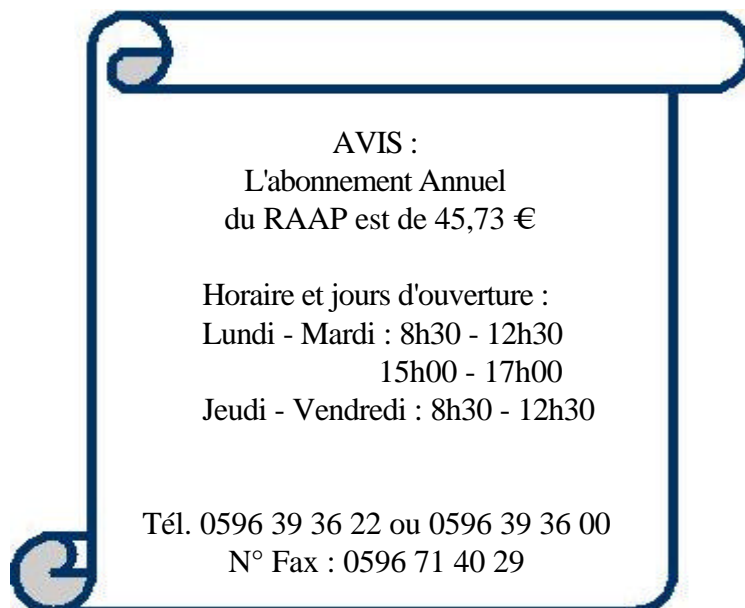 AVIS :
L'abonnement Annuel
du RAAP est de 45,73 €
Horaire et jours d'ouverture :
Lundi - Mardi : 8h30 - 12h30
15h00 - 17h00
Jeudi - Vendredi : 8h30 - 12h30
Tél. 0596 39 36 22 ou 0596 39 36 00
N° Fax : 0596 71 40 29